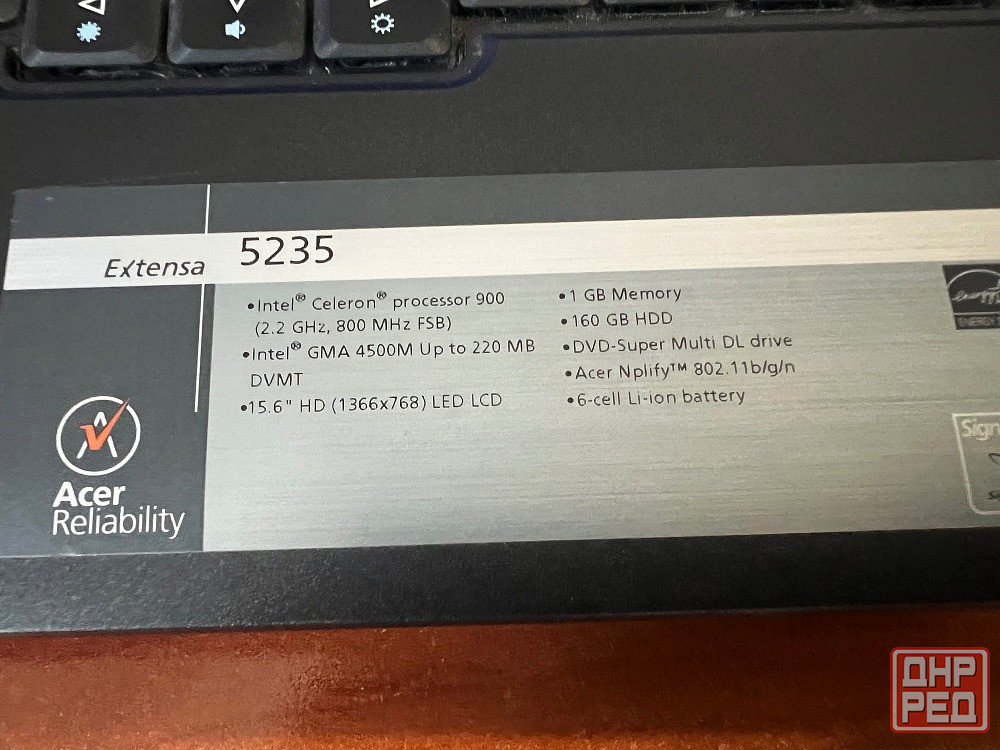 Extensa
5235
•Intel® Celeron® processor 900
(2.2 GHz, 800 MHz FSB)
•Intel® GMA 4500M Up to 220 MB
DVMT
•15.6" HD (1366x768) LED LCD
•1 GB Memory
•160 GB HDD
•DVD-Super Multi DL drive
•Acer Nplify™ 802.11b/g/n
•6-cell Li-ion battery
Acer
Reliability
ДНР
РЕД